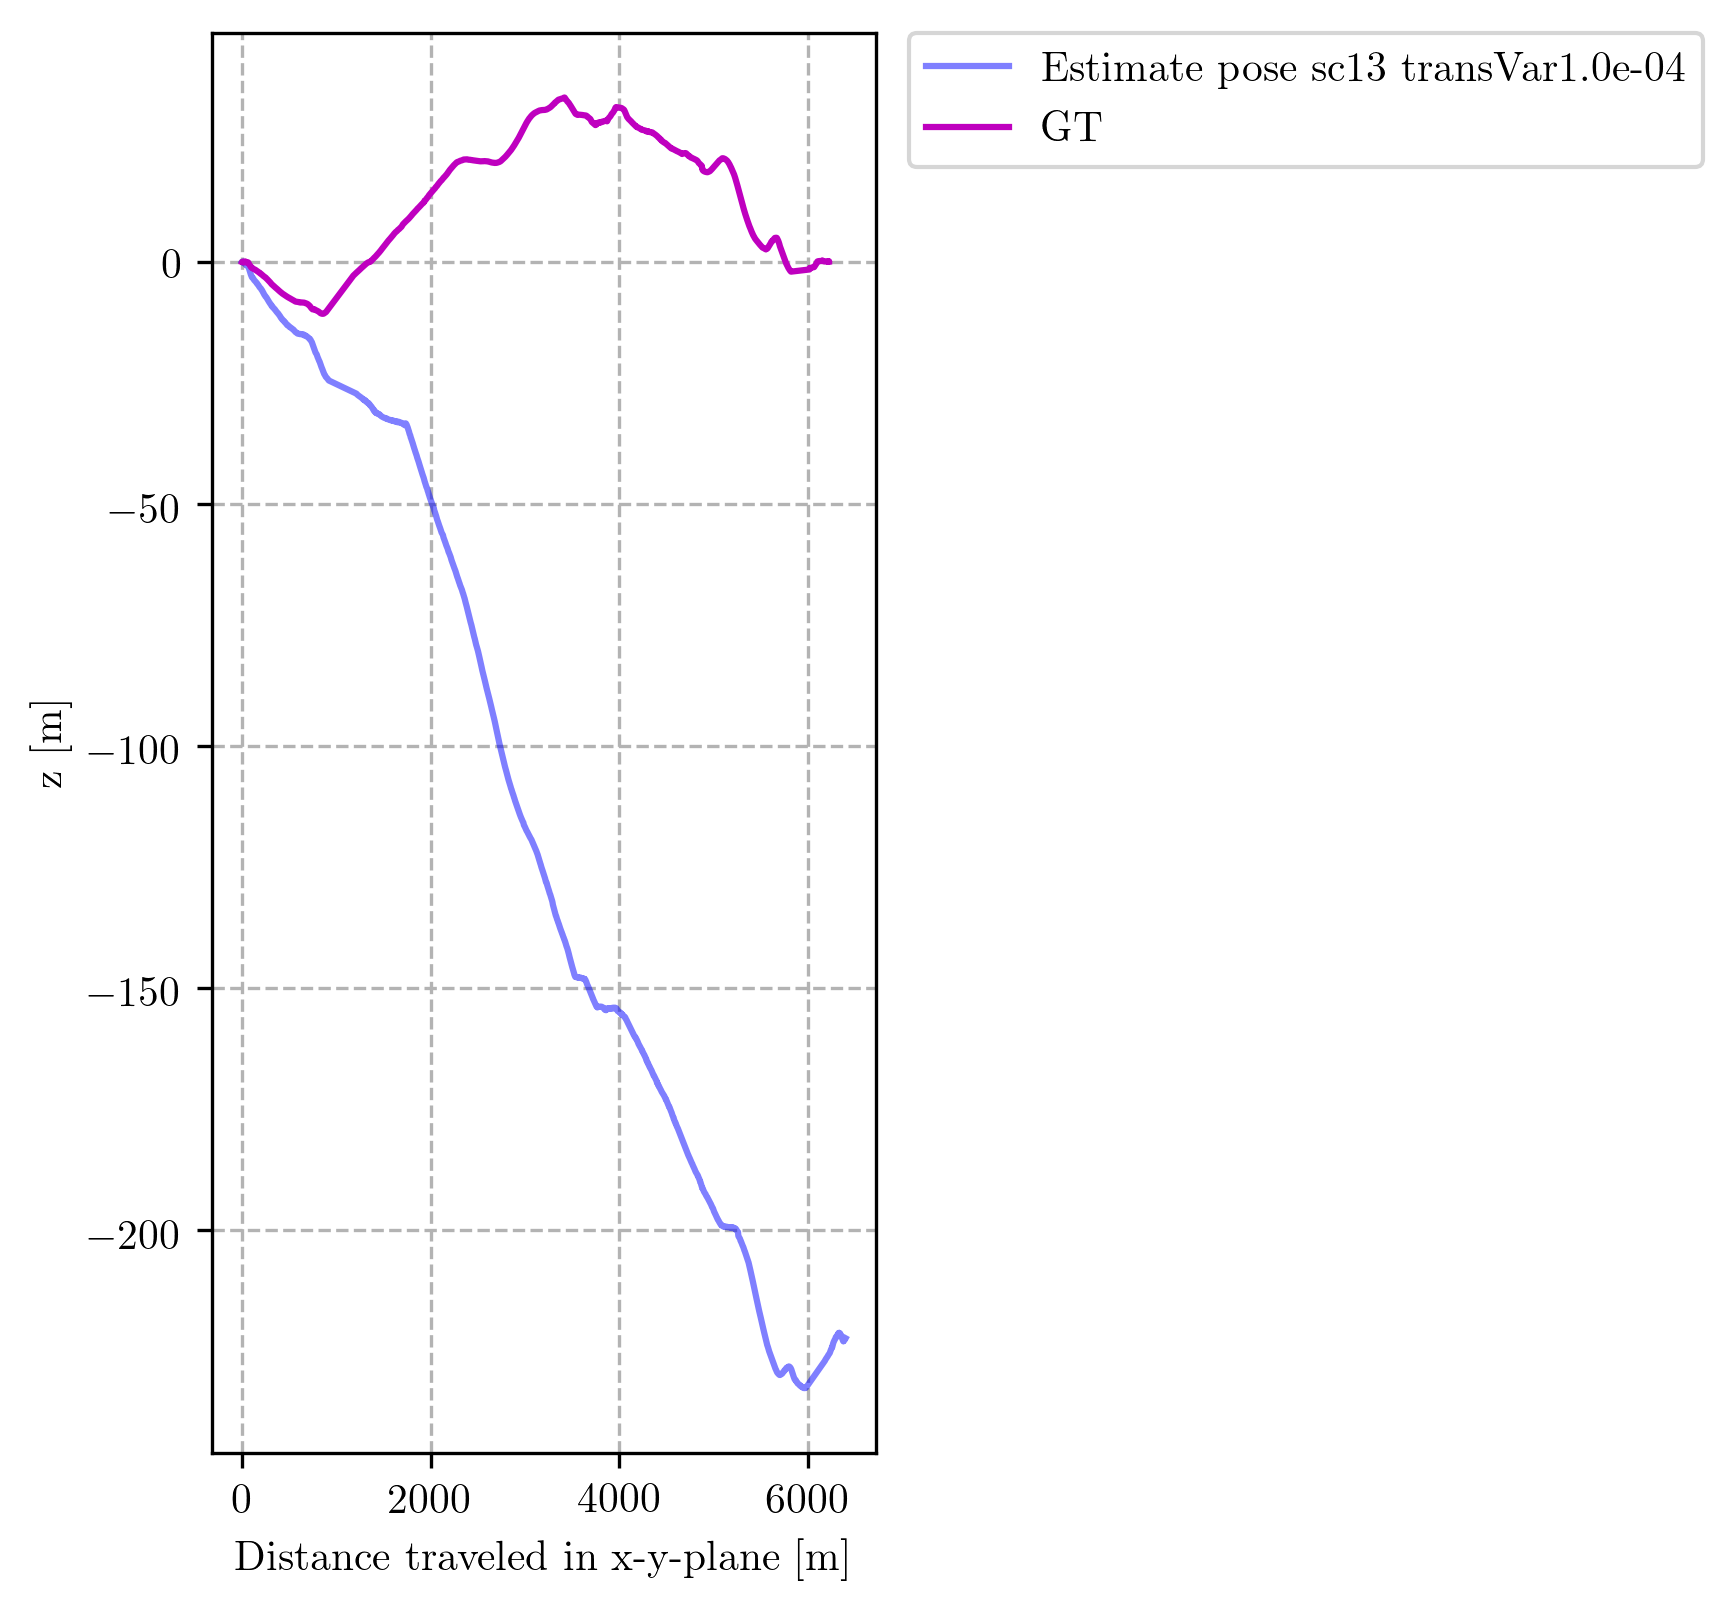 Estimate pose sc13 transVar1.0e-04
GT
z [m]
0
−50
−100
−150
−200
0 2000 4000 6000
Distance traveled in x-y-plane [m]